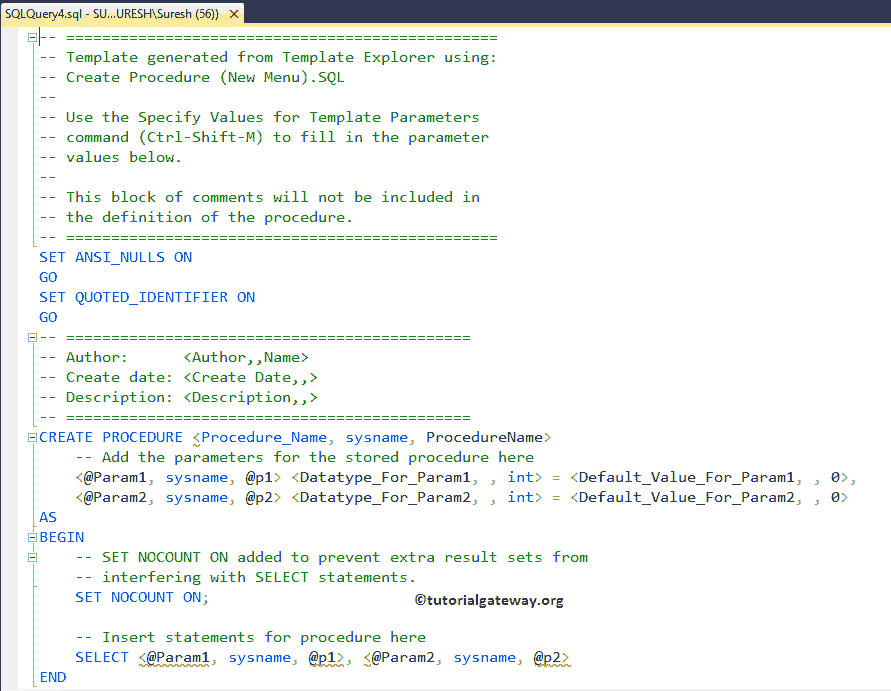 SQLQuery4.sql - SU...URESH\Suresh (56))
-- ================================================
-- Template generated from Template Explorer using:
-- Create Procedure (New Menu).SQL
--
-- Use the Specify Values for Template Parameters
-- command (Ctrl-Shift-M) to fill in the parameter
-- values below.
--
-- This block of comments will not be included in
-- the definition of the procedure.
-- ================================================
SET ANSI_NULLS ON
GO
SET QUOTED_IDENTIFIER ON
GO
-- =============================================
-- Author:      <Author,,Name>
-- Create date: <Create Date,,>
-- Description: <Description,,>
-- =============================================
CREATE PROCEDURE <Procedure_Name, sysname, ProcedureName>
    -- Add the parameters for the stored procedure here
    <@Param1, sysname, @p1> <Datatype_For_Param1, , int> = <Default_Value_For_Param1, , 0>,
    <@Param2, sysname, @p2> <Datatype_For_Param2, , int> = <Default_Value_For_Param2, , 0>
AS
BEGIN
    -- SET NOCOUNT ON added to prevent extra result sets from
    -- interfering with SELECT statements.
    SET NOCOUNT ON;
©tutorialgateway.org
    -- Insert statements for procedure here
    SELECT <@Param1, sysname, @p1>, <@Param2, sysname, @p2>
END